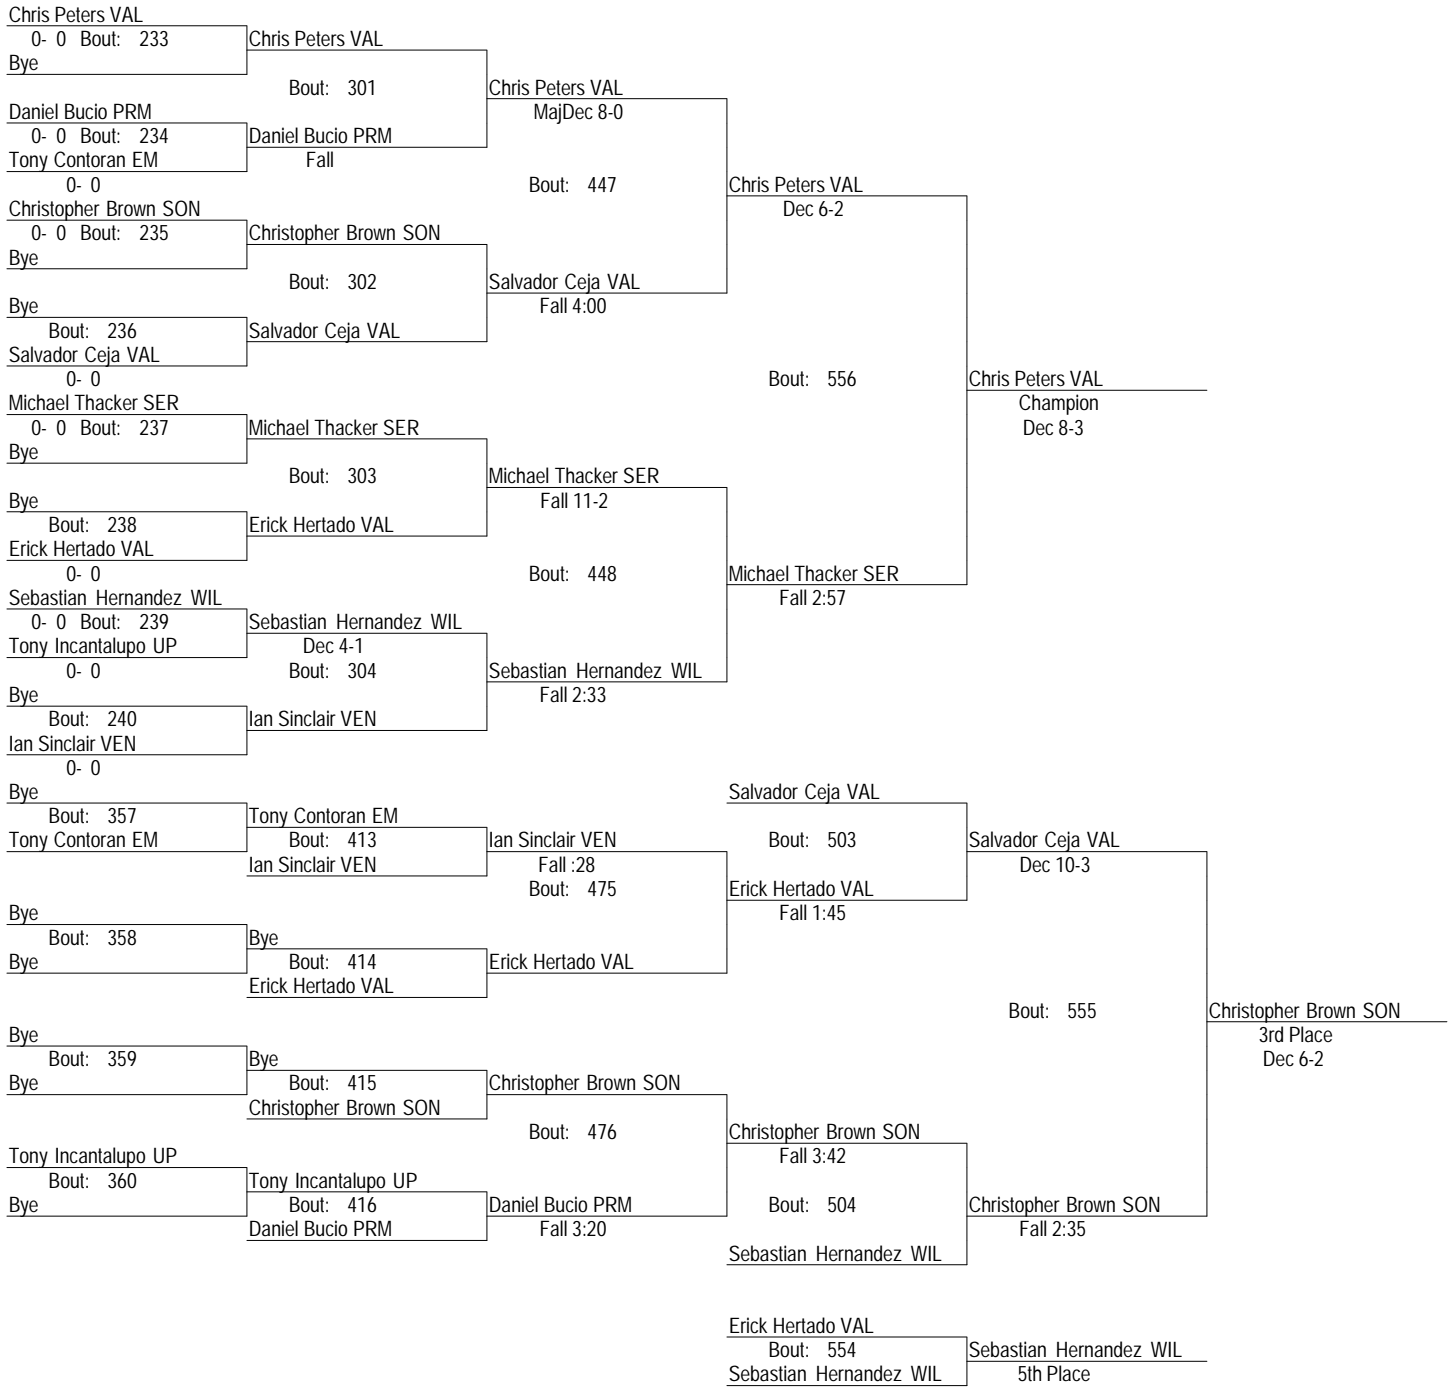 Chris Peters VAL
0- 0 Bout: 233
Chris Peters VAL
Bye
Bout: 301
Chris Peters VAL
Daniel Bucio PRM
MajDec 8-0
0- 0 Bout: 234
Daniel Bucio PRM
Tony Contoran EM
Fall
0- 0
Bout: 447
Chris Peters VAL
Christopher Brown SON
Dec 6-2
0- 0 Bout: 235
Christopher Brown SON
Bye
Bout: 302
Salvador Ceja VAL
Bye
Fall 4:00
Bout: 236
Salvador Ceja VAL
Salvador Ceja VAL
0- 0
Bout: 556
Chris Peters VAL
Michael Thacker SER
Champion
0- 0 Bout: 237
Michael Thacker SER
Dec 8-3
Bye
Bout: 303
Michael Thacker SER
Bye
Fall 11-2
Bout: 238
Erick Hertado VAL
Erick Hertado VAL
0- 0
Bout: 448
Michael Thacker SER
Sebastian Hernandez WIL
Fall 2:57
0- 0 Bout: 239
Sebastian Hernandez WIL
Tony Incantalupo UP
Dec 4-1
0- 0
Bout: 304
Sebastian Hernandez WIL
Bye
Fall 2:33
Bout: 240
Ian Sinclair VEN
Ian Sinclair VEN
0- 0
Bye
Salvador Ceja VAL
Bout: 357
Tony Contoran EM
Tony Contoran EM
Bout: 413
Ian Sinclair VEN
Bout: 503
Salvador Ceja VAL
Ian Sinclair VEN
Fall :28
Dec 10-3
Bout: 475
Erick Hertado VAL
Bye
Fall 1:45
Bout: 358
Bye
Bye
Bout: 414
Erick Hertado VAL
Erick Hertado VAL
Bout: 555
Christopher Brown SON
Bye
3rd Place
Bout: 359
Bye
Dec 6-2
Bye
Bout: 415
Christopher Brown SON
Christopher Brown SON
Bout: 476
Christopher Brown SON
Tony Incantalupo UP
Fall 3:42
Bout: 360
Tony Incantalupo UP
Bye
Bout: 416
Daniel Bucio PRM
Bout: 504
Christopher Brown SON
Daniel Bucio PRM
Fall 3:20
Fall 2:35
Sebastian Hernandez WIL
Erick Hertado VAL
Bout: 554
Sebastian Hernandez WIL
Sebastian Hernandez WIL
5th Place